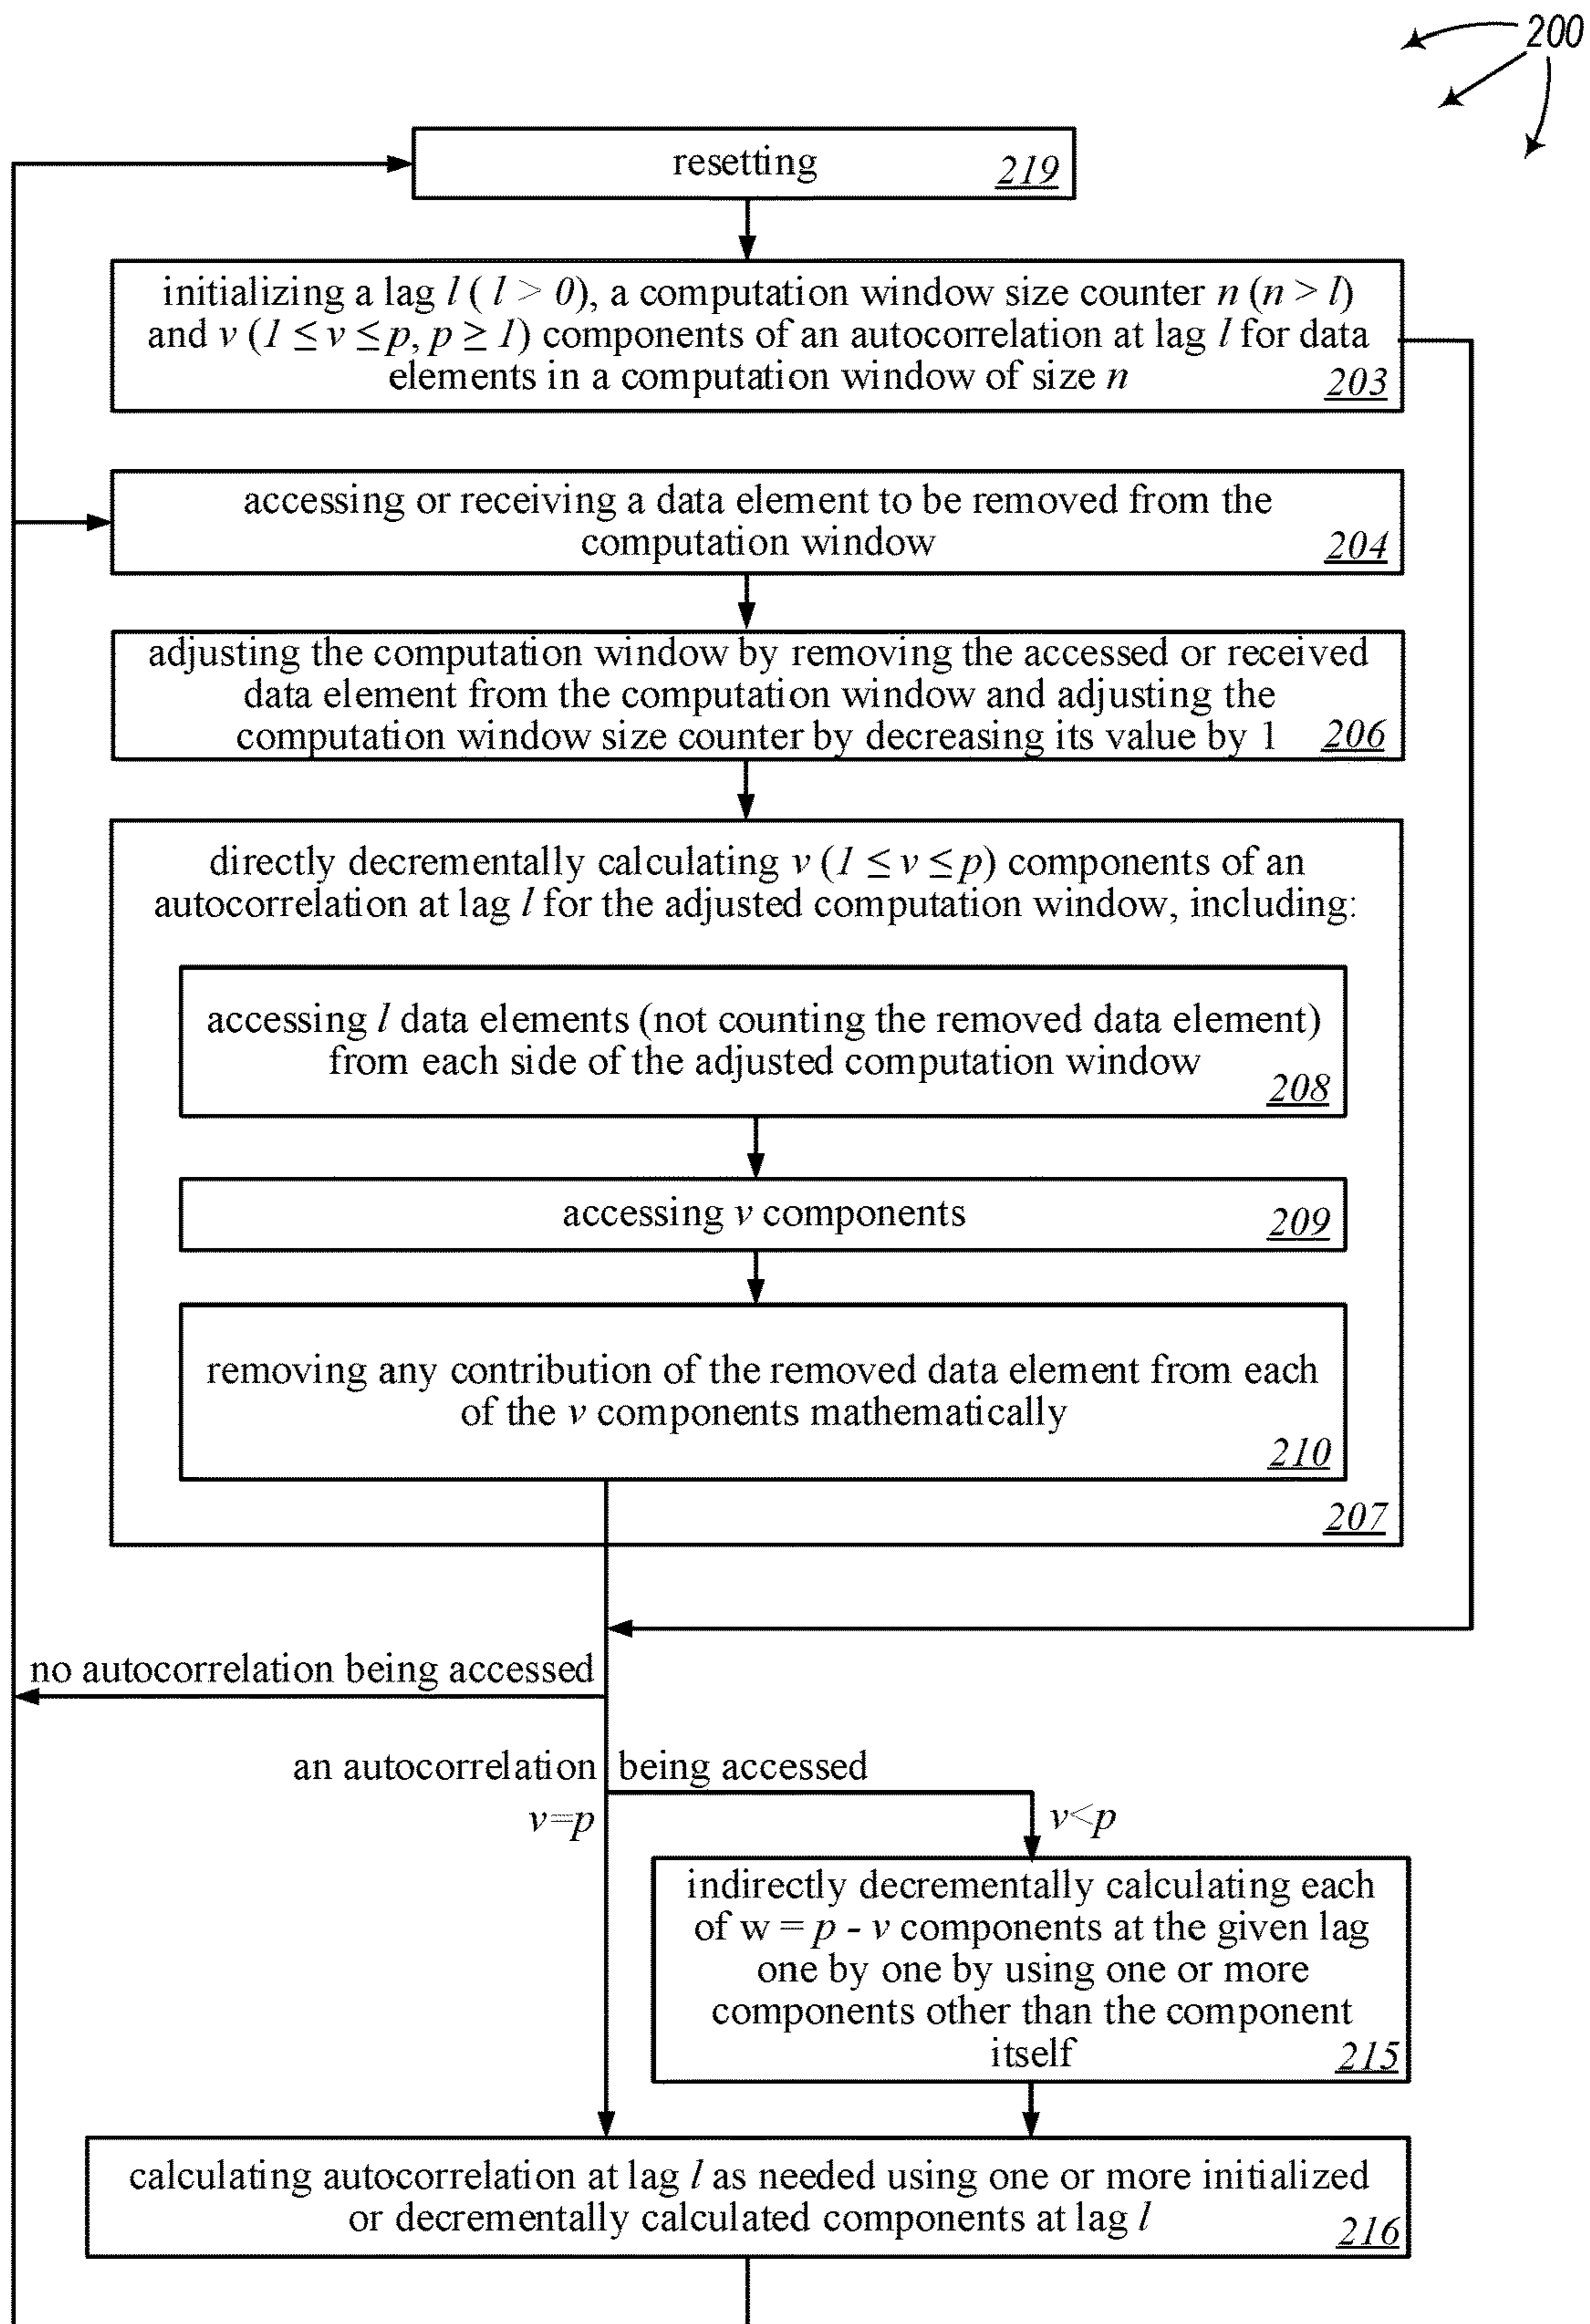 200
resetting
219
initializing a lag l ( l > 0), a computation window size counter n (n > l)
and v (1 ≤ v ≤ p, p ≥ 1) components of an autocorrelation at lag l for data
elements in a computation window of size n
203
accessing or receiving a data element to be removed from the
computation window
204
adjusting the computation window by removing the accessed or received
data element from the computation window and adjusting the
computation window size counter by decreasing its value by 1
206
directly decrementally calculating v (1 ≤ v ≤ p) components of an
autocorrelation at lag l for the adjusted computation window, including:
accessing l data elements (not counting the removed data element)
from each side of the adjusted computation window
208
accessing v components
209
removing any contribution of the removed data element from each
of the v components mathematically
210
207
no autocorrelation being accessed
an autocorrelation being accessed
v=p
v<p
indirectly decrementally calculating each
of w = p - v components at the given lag
one by one by using one or more
components other than the component
itself
215
calculating autocorrelation at lag l as needed using one or more initialized
or decrementally calculated components at lag l
216